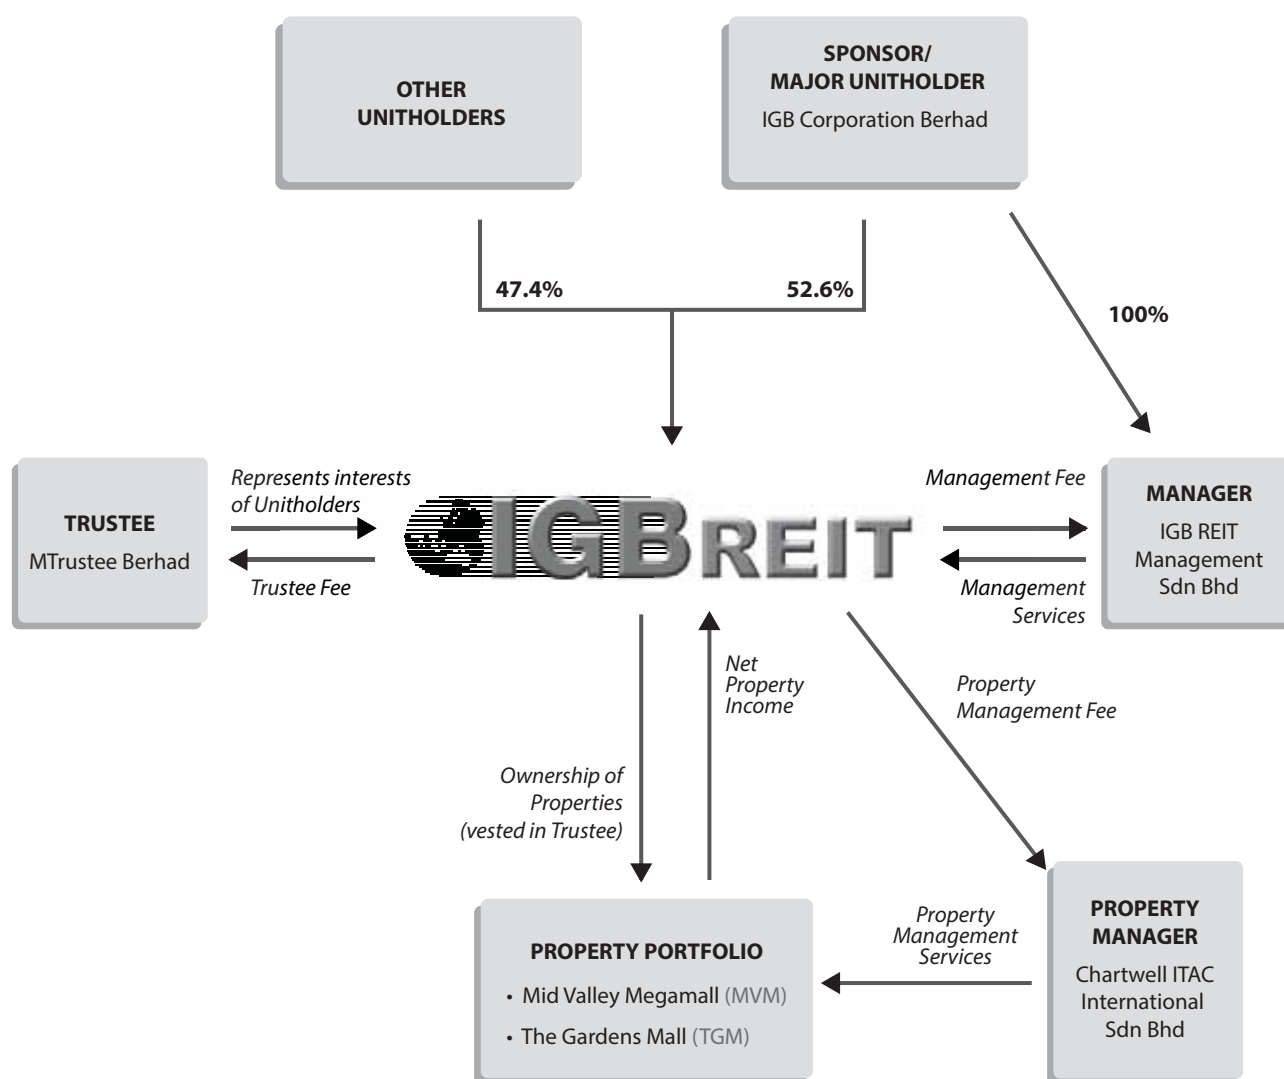 OTHER
UNITHOLDERS
SPONSOR/
MAJOR UNITHOLDER
IGB Corporation Berhad
47.4%
52.6%
100%
TRUSTEE
MTrustee Berhad
Represents interests
of Unitholders
Trustee Fee
IGBREIT
Management Fee
Management
Services
MANAGER
IGB REIT
Management
Sdn Bhd
Net
Property
Income
Property
Management Fee
Ownership of
Properties
(vested in Trustee)
PROPERTY PORTFOLIO
• Mid Valley Megamall (MVM)
• The Gardens Mall (TGM)
Property
Management
Services
PROPERTY
MANAGER
Chartwell ITAC
International
Sdn Bhd